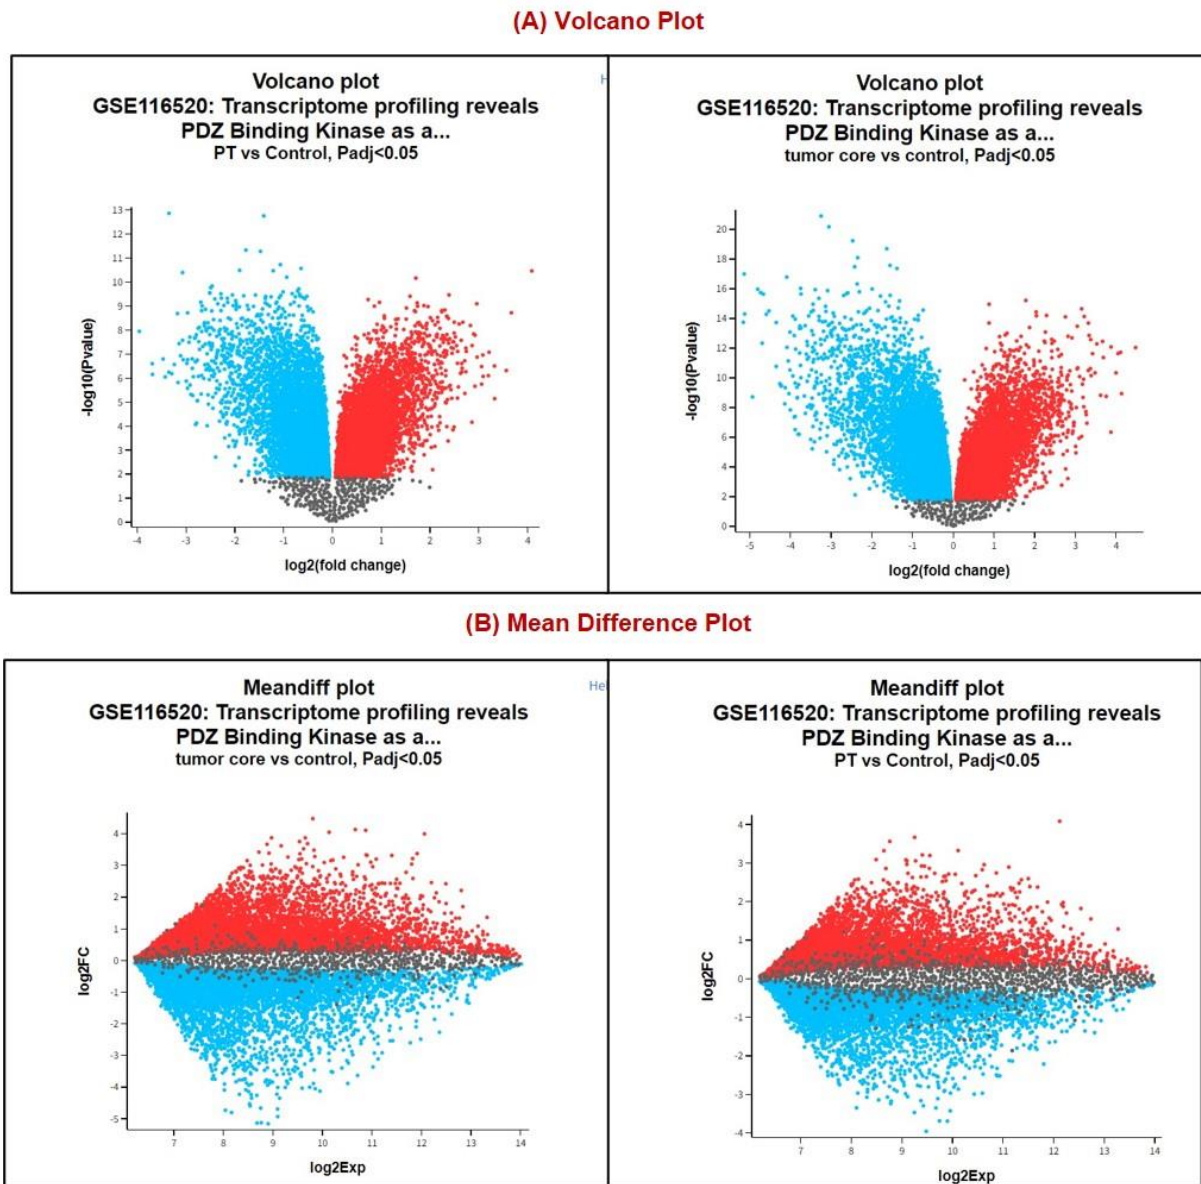 (A) Volcano Plot
Volcano plot
GSE116520: Transcriptome profiling reveals
PDZ Binding Kinase as a...
PT vs Control, Padj<0.05
H
13
12
11
10
9
8
7
6
5
4
3
2
1
0
-log10(Pvalue)
-4 -3 -2 -1 0 1 2 3 4
log2(fold change)
Volcano plot
GSE116520: Transcriptome profiling reveals
PDZ Binding Kinase as a...
tumor core vs control, Padj<0.05
20
18
16
14
12
10
8
6
4
2
0
-log10(Pvalue)
-5 -4 -3 -2 -1 0 1 2 3 4
log2(fold change)
(B) Mean Difference Plot
Meandiff plot
GSE116520: Transcriptome profiling reveals
PDZ Binding Kinase as a...
tumor core vs control, Padj<0.05
Hel
4
3
2
1
0
-1
-2
-3
-4
-5
log2FC
7 8 9 10 11 12 13 14
log2Exp
Meandiff plot
GSE116520: Transcriptome profiling reveals
PDZ Binding Kinase as a...
PT vs Control, Padj<0.05
4
3
2
1
0
-1
-2
-3
-4
log2FC
7 8 9 10 11 12 13 14
log2Exp